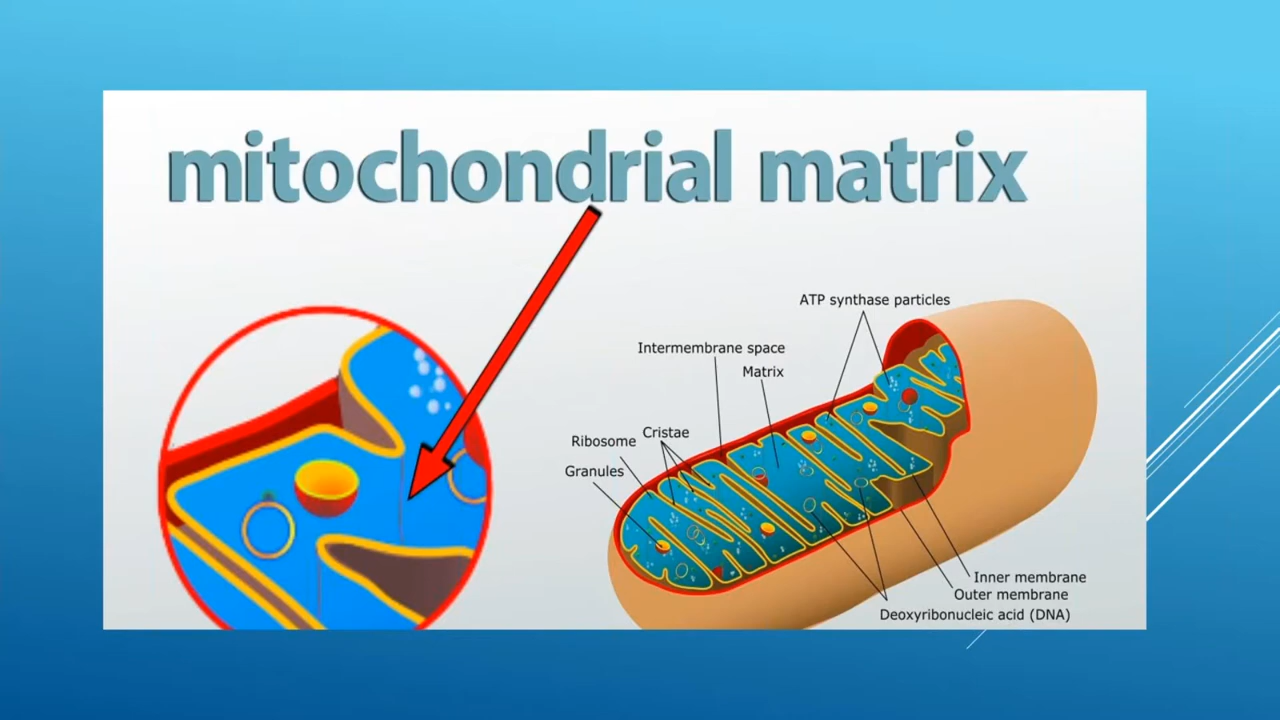 mitochondrial matrix
ATP synthase particles
Intermembrane space
Matrix
Cristae
Ribosome
Granules
Inner membrane
Outer membrane
Deoxyribonucleic acid (DNA)